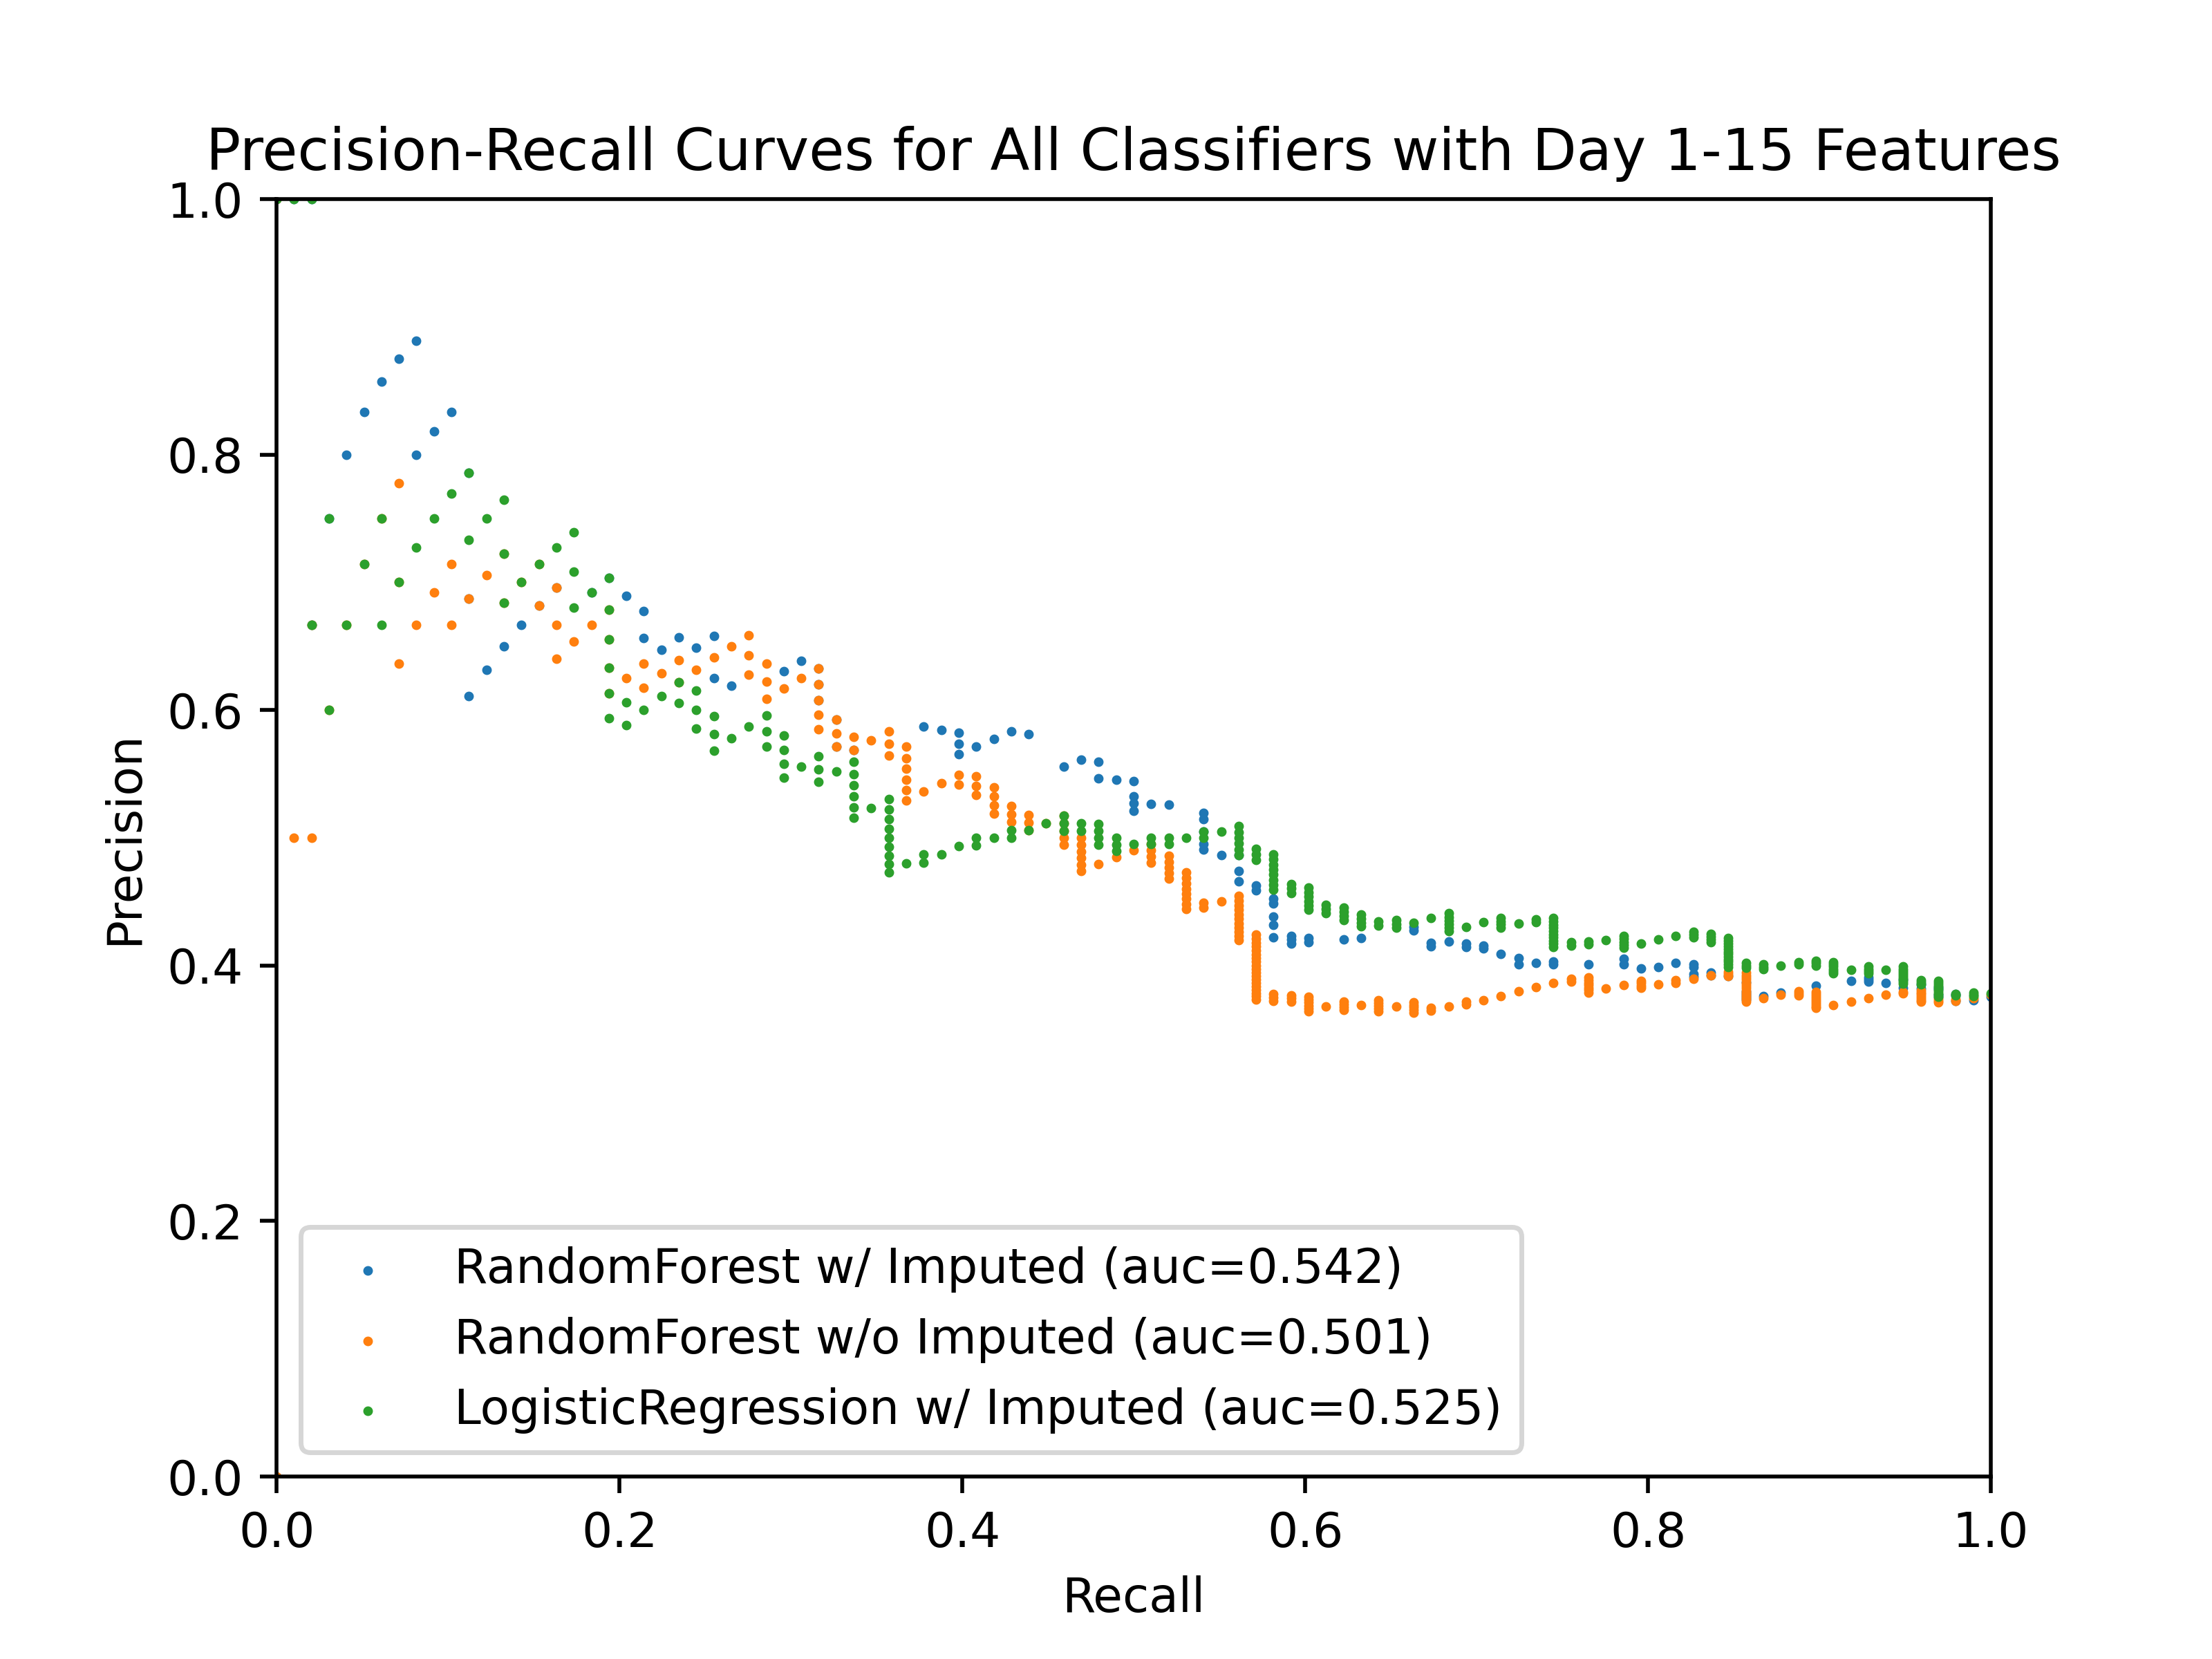 Precision-Recall Curves for All Classifiers with Day 1-15 Features
1.0
0.8
0.6
0.4
0.2
0.0
Precision
RandomForest w/ Imputed (auc=0.542)
RandomForest w/o Imputed (auc=0.501)
LogisticRegression w/ Imputed (auc=0.525)
0.0 0.2 0.4 0.6 0.8 1.0
Recall